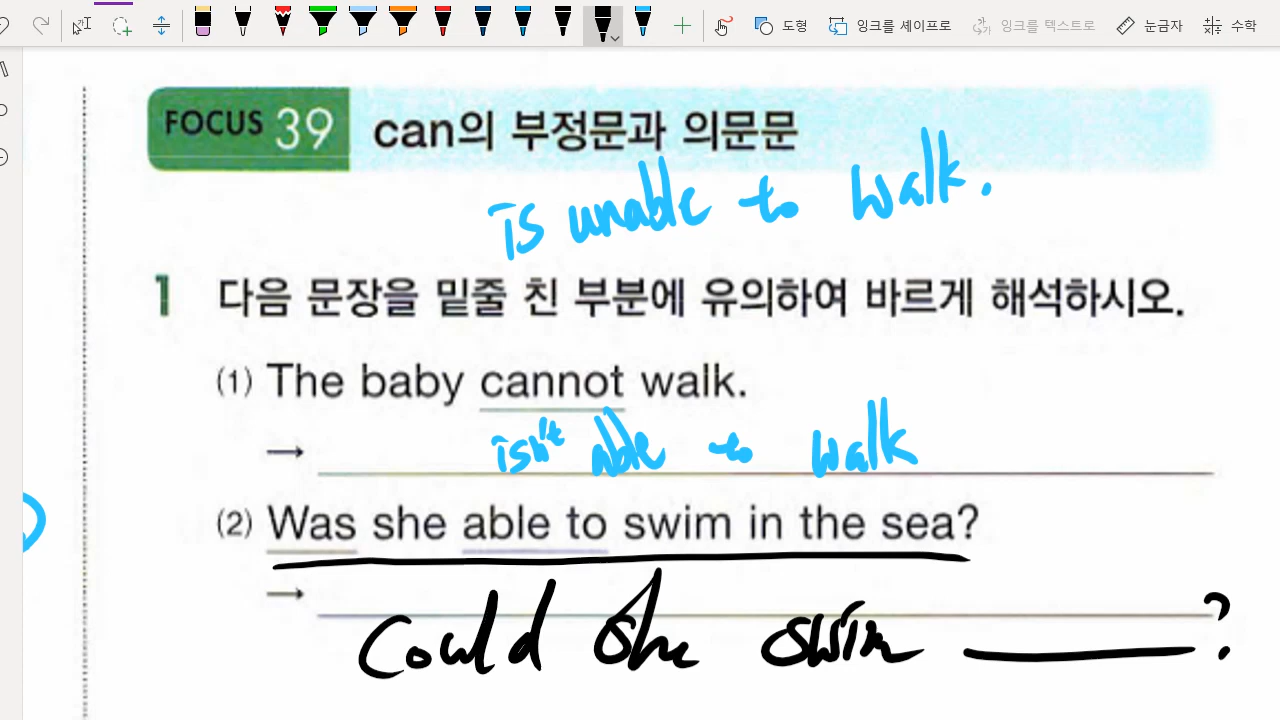 도형 잉크를 셰이프로 잉크를 텍스트로 눈금자 수학
FOCUS 39 can의 부정문과 의문문
is unable to walk.
1 다음 문장을 밑줄 친 부분에 유의하여 바르게 해석하시오.
(1) The baby cannot walk.
→ isn't able to walk
(2) Was she able to swim in the sea?
→
Could she swim ?